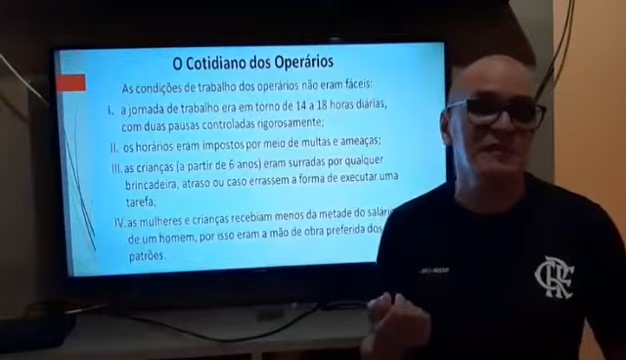 O Cotidiano dos Operários
As condições de trabalho dos operários não eram fáceis:
I. a jornada de trabalho era em torno de 14 a 18 horas diárias,
com duas pausas controladas rigorosamente;
II. os horários eram impostos por meio de multas e ameaças;
III. as crianças (a partir de 6 anos) eram surradas por qualquer
brincadeira, atraso ou caso errassem a forma de executar uma
tarefa;
IV. as mulheres e crianças recebiam menos da metade do salário
de um homem, por isso eram a mão de obra preferida dos
patrões.